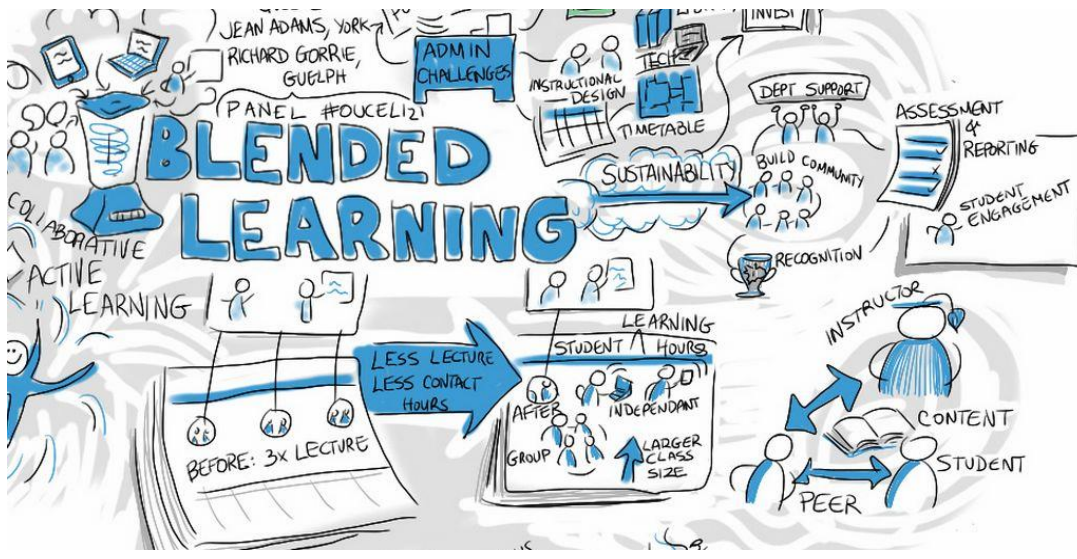 JEAN ADAMS, YORK
RICHARD GORRIE,
GUELPH
PANEL #OUCEL121
ADMIN
CHALLENGES
INSTRUCTIONAL
DESIGN
TECH
TIMETABLE
INVEST
DEPT SUPPORT
ASSESSMENT
&
REPORTING
STUDENT
ENGAGEMENT
BLENDED
LEARNING
SUSTAINABILITY
BUILD COMMUNITY
RECOGNITION
COLLABORATIVE
ACTIVE
LEARNING
BEFORE: 3X LECTURE
LESS LECTURE
LESS CONTACT
HOURS
LEARNING
STUDENT HOURS
AFTER
INDEPENDANT
GROUP
LARGER
CLASS
SIZE
INSTRUCTOR
CONTENT
STUDENT
PEER